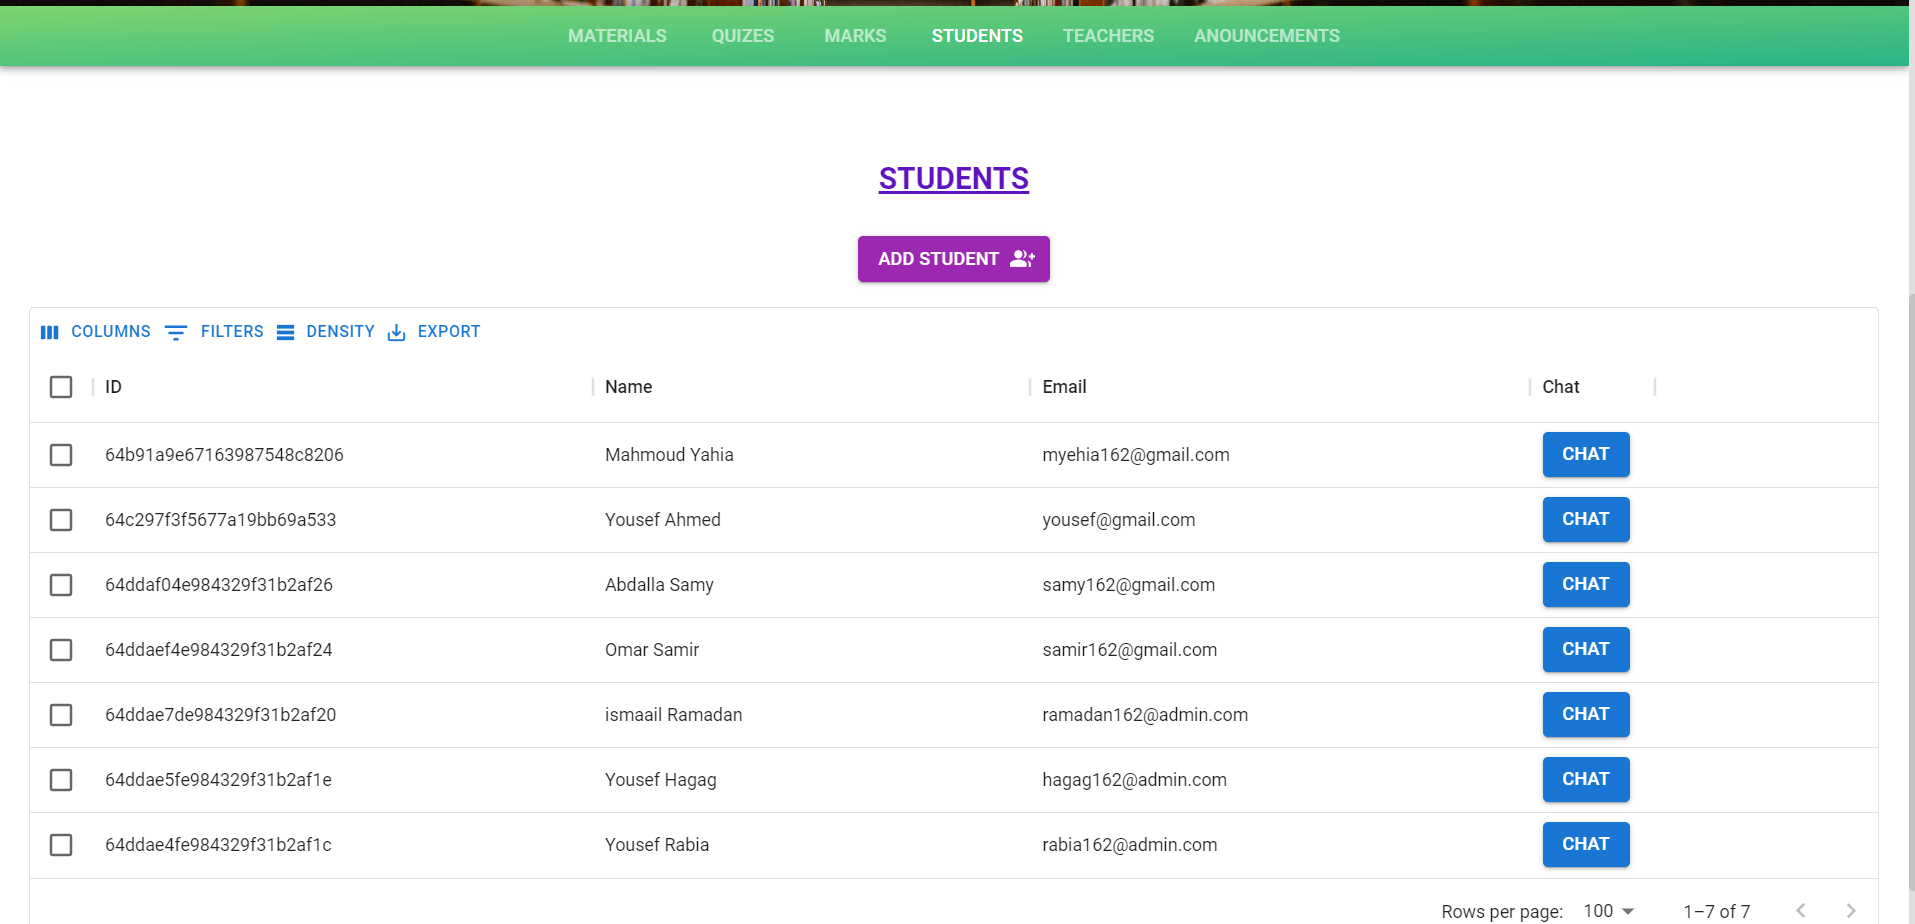 MATERIALS QUIZES MARKS STUDENTS TEACHERS ANOUNCEMENTS
STUDENTS
ADD STUDENT
COLUMNS FILTERS DENSITY EXPORT
ID Name Email Chat
64b91a9e67163987548c8206 Mahmoud Yahia myehia162@gmail.com CHAT
64c297f3f5677a19bb69a533 Yousef Ahmed yousef@gmail.com CHAT
64ddaf04e984329f31b2af26 Abdalla Samy samy162@gmail.com CHAT
64ddaef4e984329f31b2af24 Omar Samir samir162@gmail.com CHAT
64ddae7de984329f31b2af20 ismaail Ramadan ramadan162@admin.com CHAT
64ddae5fe984329f31b2af1e Yousef Hagag hagag162@admin.com CHAT
64ddae4fe984329f31b2af1c Yousef Rabia rabia162@admin.com CHAT
Rows per page: 100 1–7 of 7